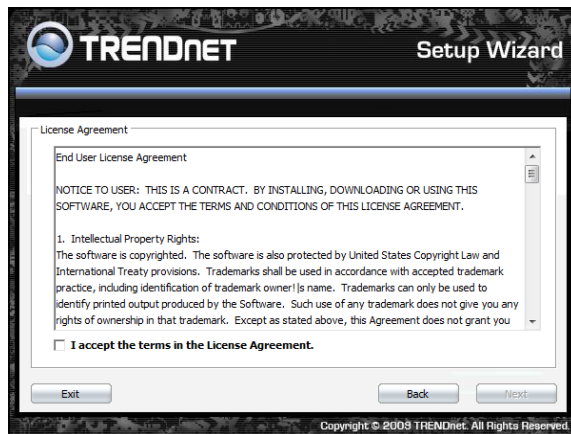 TRENDNET
Setup Wizard
License Agreement
End User License Agreement
NOTICE TO USER: THIS IS A CONTRACT. BY INSTALLING, DOWNLOADING OR USING THIS
SOFTWARE, YOU ACCEPT THE TERMS AND CONDITIONS OF THIS LICENSE AGREEMENT.
1. Intellectual Property Rights:
The software is copyrighted. The software is also protected by United States Copyright Law and
International Treaty provisions. Trademarks shall be used in accordance with accepted trademark
practice, including identification of trademark owner!|s name. Trademarks can only be used to
identify printed output produced by the Software. Such use of any trademark does not give you any
rights of ownership in that trademark. Except as stated above, this Agreement does not grant you
I accept the terms in the License Agreement.
Exit
Back
Next
Copyright © 2009 TRENDnet. All Rights Reserved.